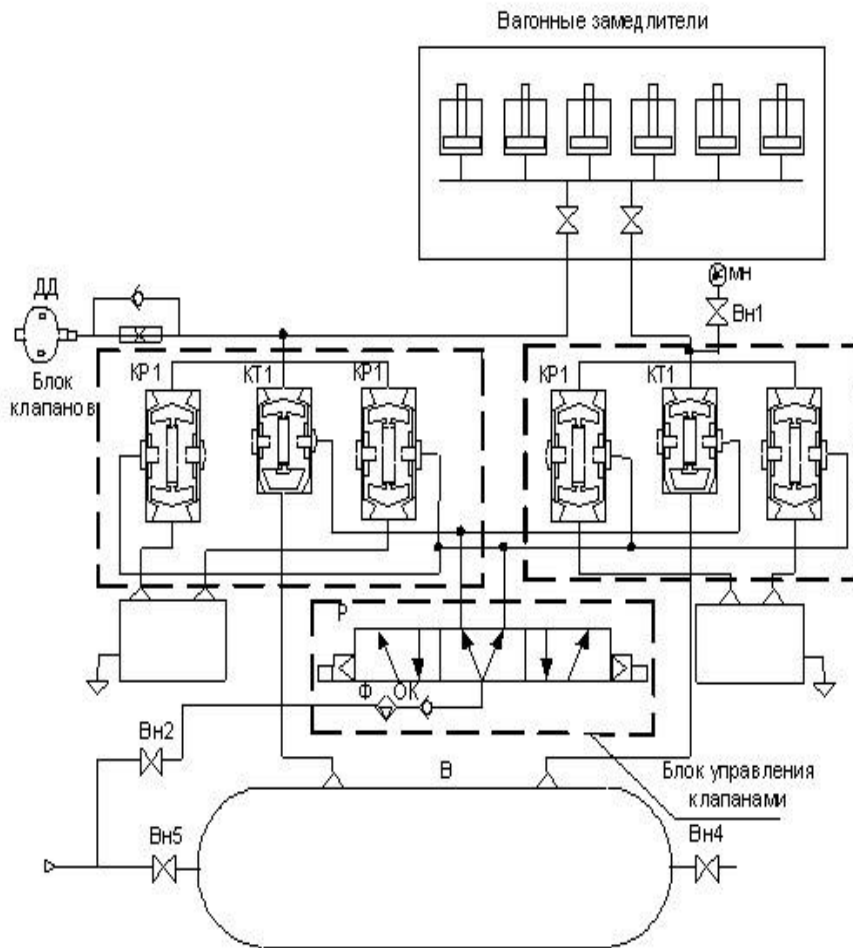 Вагонные замедлители
ДД
мн
Вн1
Блок
клапанов
КР1
КТ1
КР1
КР1
КТ1
Р
Ф
ОК
Вн2
В
Блок управления
клапанами
Вн5
Вн4